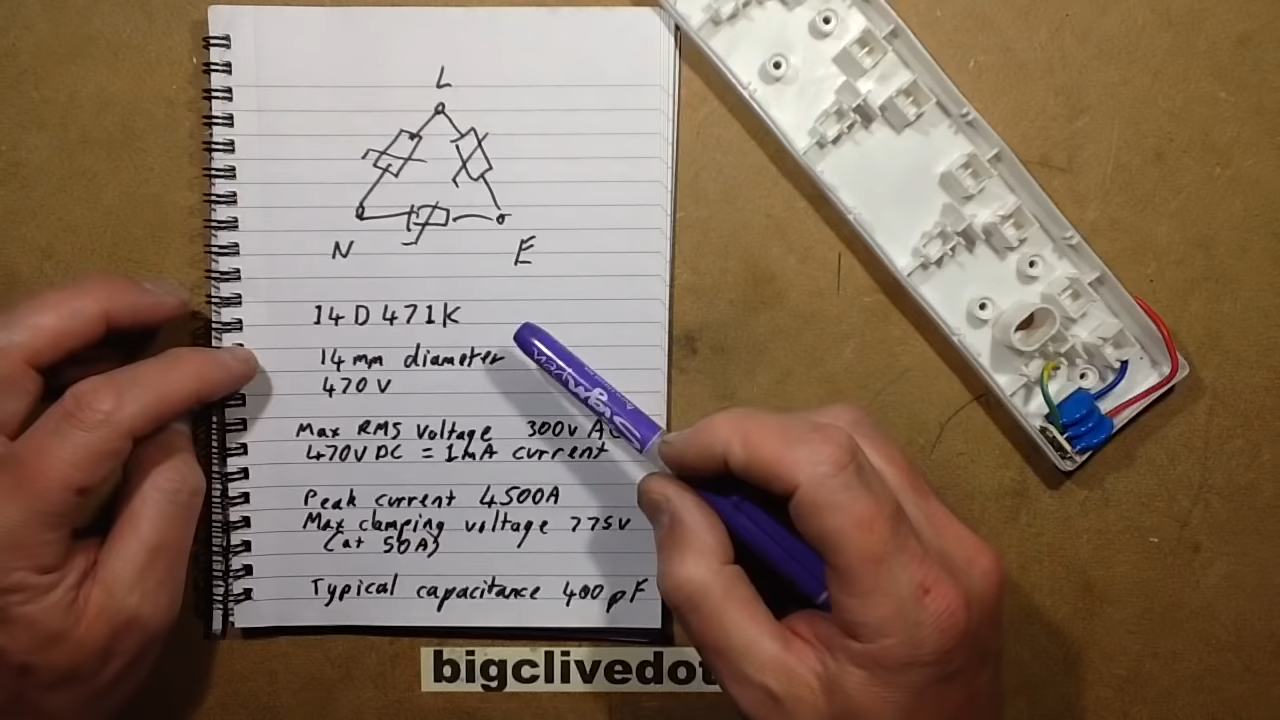 L
N E
14D471K
14mm diameter
470V
Max RMS voltage 300V AC
470V DC = 1mA current
Peak current 4500A
Max clamping voltage 775V
(at 50A)
Typical capacitance 400pF
bigclivedot